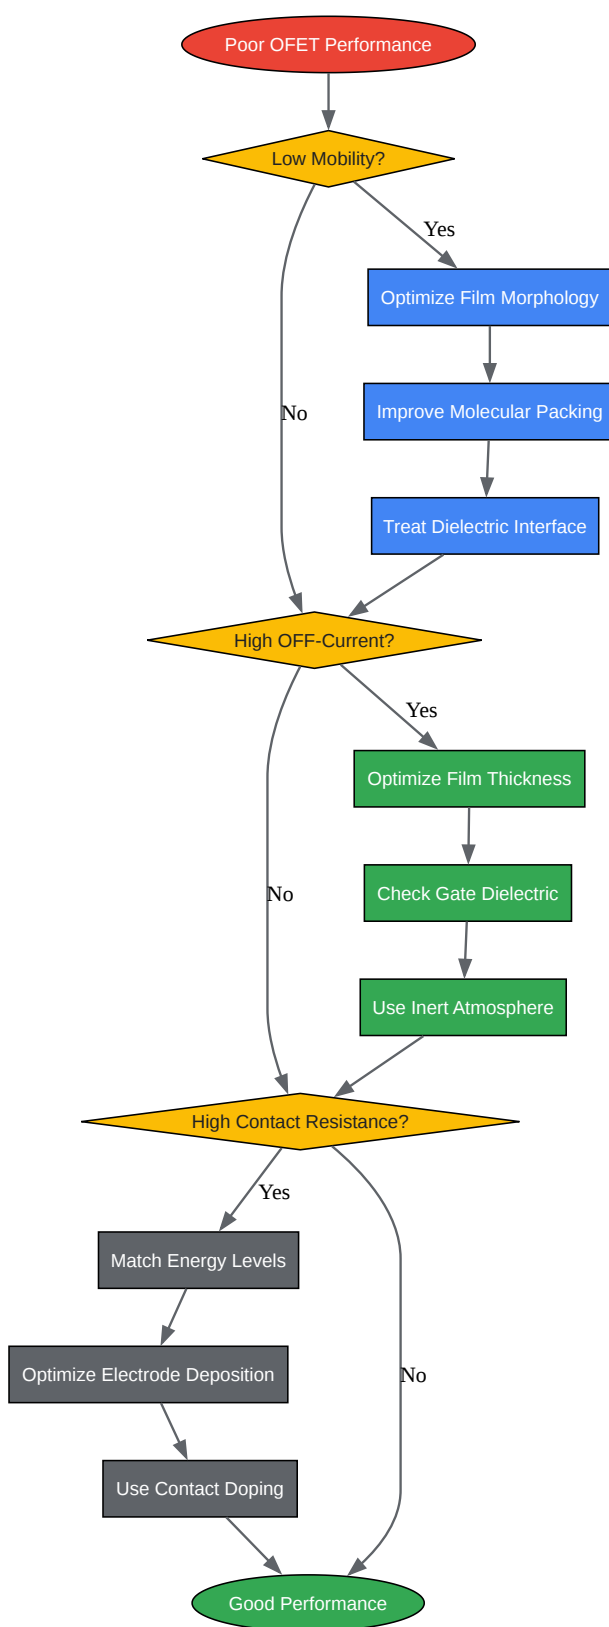 Poor OFET Performance
Low Mobility?
Yes
Optimize Film Morphology
Improve Molecular Packing
No
Treat Dielectric Interface
High OFF-Current?
Yes
Optimize Film Thickness
Check Gate Dielectric
No
Use Inert Atmosphere
High Contact Resistance?
Yes
Match Energy Levels
Optimize Electrode Deposition
No
Use Contact Doping
Good Performance